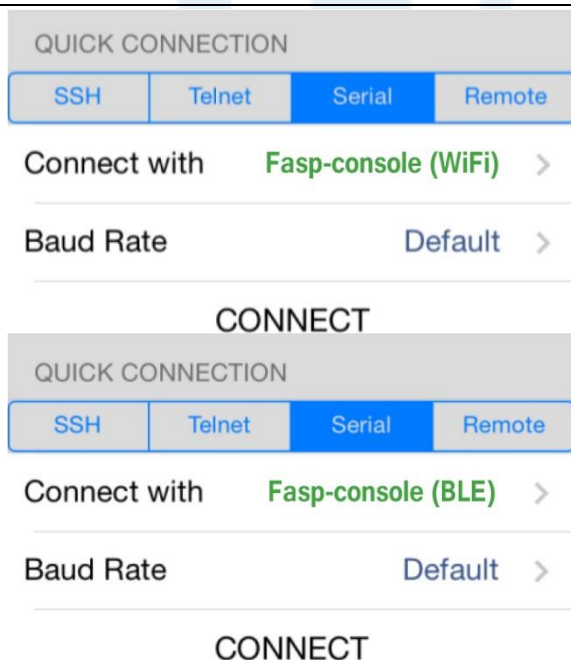 QUICK CONNECTION
SSH Telnet Serial Remote
Connect with Fasp-console (WiFi)
Baud Rate Default
CONNECT
QUICK CONNECTION
SSH Telnet Serial Remote
Connect with Fasp-console (BLE)
Baud Rate Default
CONNECT